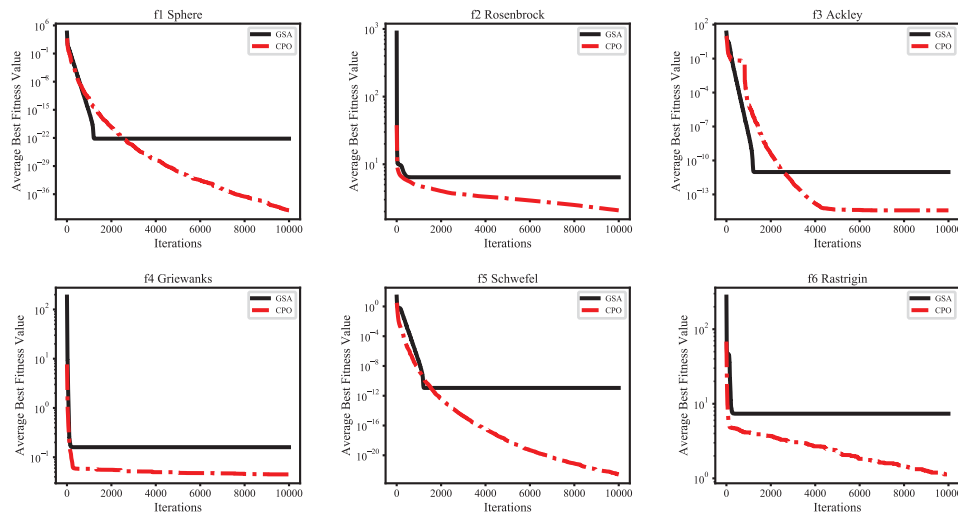 f1 Sphere
Average Best Fitness Value
10^6
10^-1
10^-8
10^-15
10^-22
10^-29
10^-36
GSA
CPO
0 2000 4000 6000 8000 10000
Iterations
f2 Rosenbrock
Average Best Fitness Value
10^3
10^2
10^1
GSA
CPO
0 2000 4000 6000 8000 10000
Iterations
f3 Ackley
Average Best Fitness Value
10^2
10^-1
10^-4
10^-7
10^-10
10^-13
GSA
CPO
0 2000 4000 6000 8000 10000
Iterations
f4 Griewanks
Average Best Fitness Value
10^2
10^1
10^0
10^-1
GSA
CPO
0 2000 4000 6000 8000 10000
Iterations
f5 Schwefel
Average Best Fitness Value
10^0
10^-4
10^-8
10^-12
10^-16
10^-20
GSA
CPO
0 2000 4000 6000 8000 10000
Iterations
f6 Rastrigin
Average Best Fitness Value
10^2
10^1
10^0
GSA
CPO
0 2000 4000 6000 8000 10000
Iterations